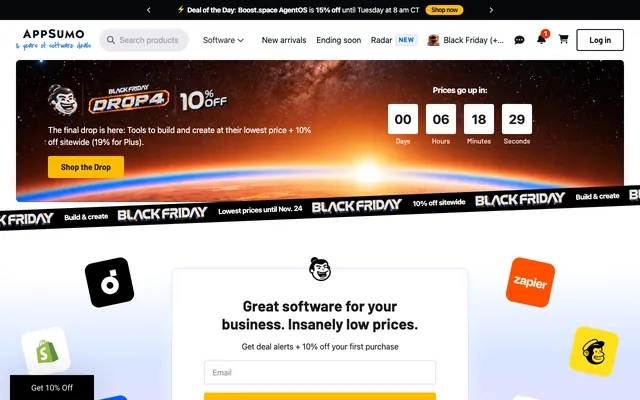 ⚡ Deal of the Day: Boost.space AgentOS is 15% off until Tuesday at 8 am CT
Shop now
APPSUMO
16 years of software deals
Search products
Software
New arrivals
Ending soon
Radar NEW
Black Friday (+...
1
Log in
BLACK FRIDAY
DROP 4
10% OFF
The final drop is here: Tools to build and create at their lowest price + 10%
off sitewide (19% for Plus).
Shop the Drop
Prices go up in:
00 06 18 29
Days Hours Minutes Seconds
FRIDAY Build & create BLACK FRIDAY Lowest prices until Nov. 24 BLACK FRIDAY 10% off sitewide BLACK FRIDAY Build & create
zapier
Great software for your
business. Insanely low prices.
Get deal alerts + 10% off your first purchase
Email
Get 10% Off